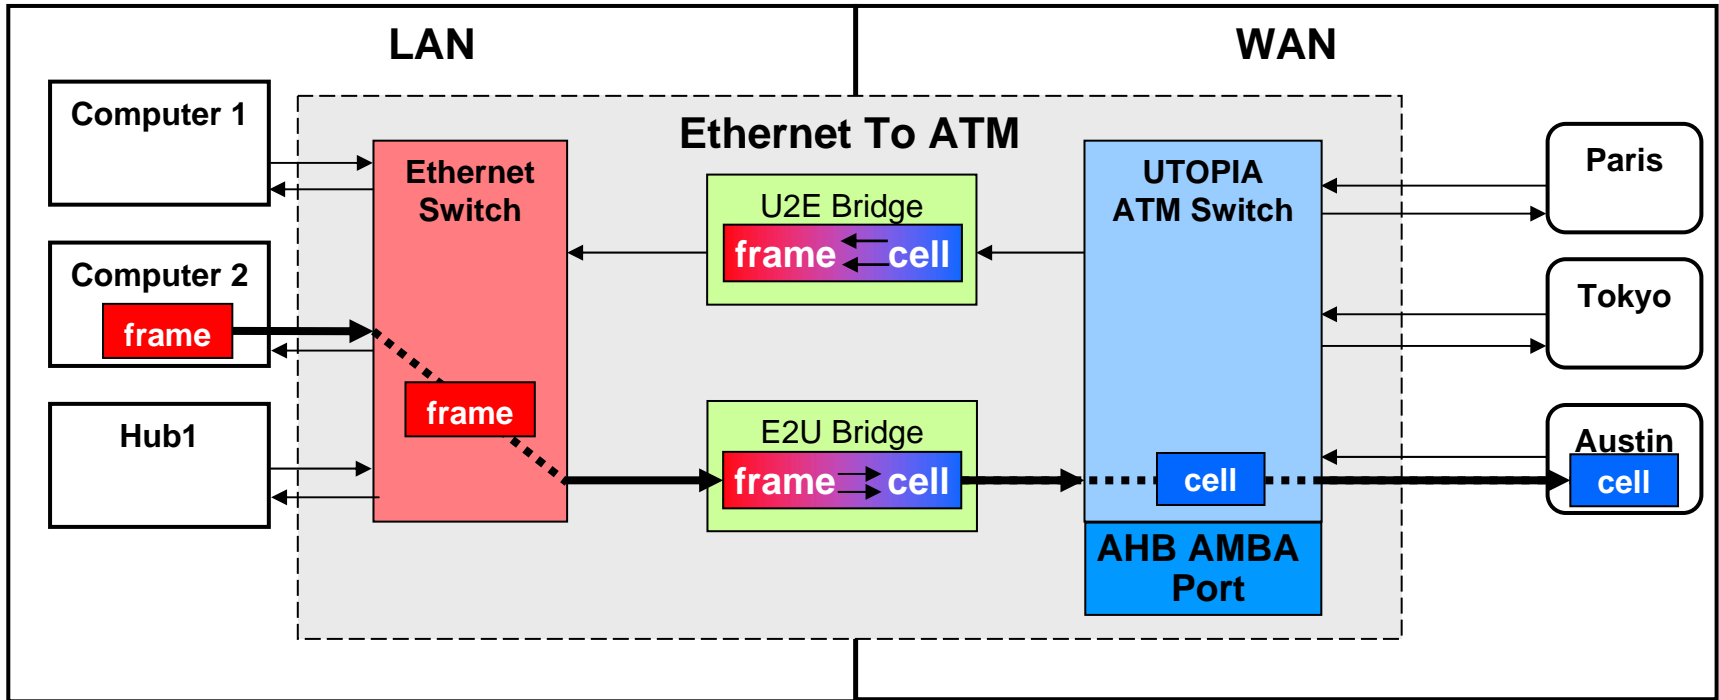 LAN
WAN
Computer 1
Ethernet To ATM
Ethernet
Switch
U2E Bridge
frame cell
UTOPIA
ATM Switch
Paris
Computer 2
frame
Tokyo
frame
Hub1
E2U Bridge
frame cell
cell
Austin
cell
AHB AMBA
Port